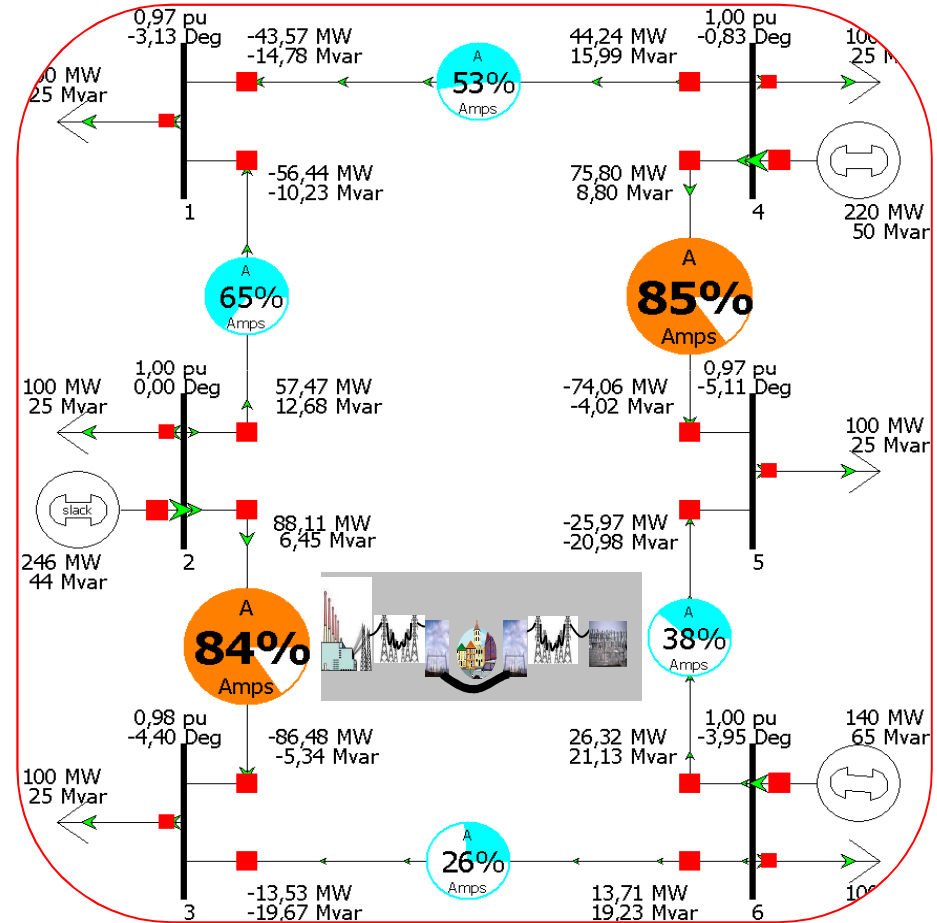 0,97 pu
-3,13 Deg
-43,57 MW
-14,78 Mvar
A
53%
Amps
44,24 MW
15,99 Mvar
1,00 pu
-0,83 Deg
25 Mvar
-56,44 MW
-10,23 Mvar
1
75,80 MW
8,80 Mvar
4
220 MW
50 Mvar
A
65%
Amps
A
85%
Amps
1,00 pu
0,00 Deg
100 MW
25 Mvar
57,47 MW
12,68 Mvar
-74,06 MW
-4,02 Mvar
0,97 pu
-5,11 Deg
100 MW
25 Mvar
slack
246 MW
44 Mvar
2
88,11 MW
6,45 Mvar
-25,97 MW
-20,98 Mvar
5
A
84%
Amps
A
38%
Amps
0,98 pu
-4,40 Deg
-86,48 MW
-5,34 Mvar
26,32 MW
21,13 Mvar
1,00 pu
-3,95 Deg
140 MW
65 Mvar
100 MW
25 Mvar
A
26%
Amps
3
-13,53 MW
-19,67 Mvar
13,71 MW
19,23 Mvar
6